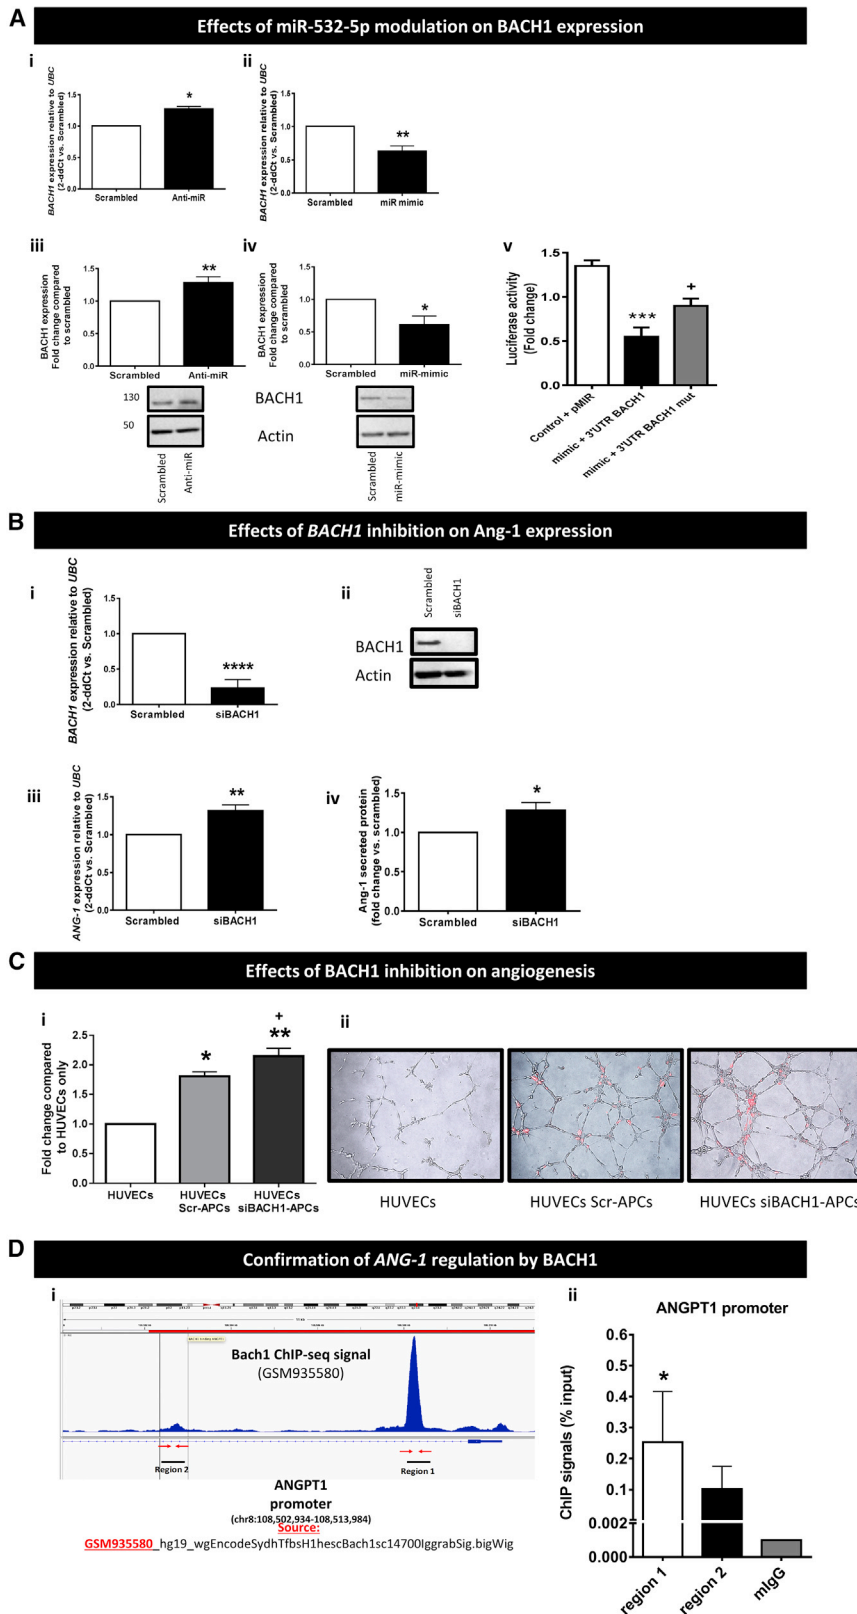 A
Effects of miR-532-5p modulation on BACH1 expression
i
BACH1 expression relative to UBC
(2-ddCt vs. Scrambled)
1.5
1.0
0.5
0.0
*
Scrambled
Anti-miR
ii
BACH1 expression relative to UBC
(2-ddCt vs. Scrambled)
1.5
1.0
0.5
0.0
**
Scrambled
miR mimic
iii
BACH1 expression
Fold change compared
to scrambled
1.5
1.0
0.5
0.0
**
Scrambled
Anti-miR
130
50
Scrambled
Anti-miR
iv
BACH1 expression
Fold change compared
to scrambled
1.5
1.0
0.5
0.0
*
Scrambled
miR-mimic
BACH1
Actin
Scrambled
miR-mimic
v
Luciferase activity
(Fold change)
1.5
1.0
0.5
0.0
***
+
Control + pMIR
mimic + 3'UTR BACH1
mimic + 3'UTR BACH1 mut
B
Effects of BACH1 inhibition on Ang-1 expression
i
BACH1 expression relative to UBC
(2-ddCt vs. Scrambled)
1.5
1.0
0.5
0.0
****
Scrambled
siBACH1
ii
Scrambled
siBACH1
BACH1
Actin
iii
ANG-1 expression relative to UBC
(2-ddCt vs. Scrambled)
1.5
1.0
0.5
0.0
**
Scrambled
siBACH1
iv
Ang-1 secreted protein
(fold change vs. scrambled)
1.5
1.0
0.5
0.0
*
Scrambled
siBACH1
C
Effects of BACH1 inhibition on angiogenesis
i
Fold change compared
to HUVECs only
2.5
2.0
1.5
1.0
0.5
0.0
*
+
**
HUVECs
HUVECs
Scr-APCs
HUVECs
siBACH1-APCs
ii
HUVECs
HUVECs Scr-APCs
HUVECs siBACH1-APCs
D
Confirmation of ANG-1 regulation by BACH1
i
Bach1 ChIP-seq signal
(GSM935580)
Region 2
Region 1
ANGPT1
promoter
(chr8:108,502,934-108,513,984)
Source:
GSM935580_hg19_wgEncodeSydhTfbsH1hescBach1sc14700IggrabSig.bigWig
ii
ANGPT1 promoter
ChIP signals (% input)
0.6
0.5
0.4
0.3
0.2
0.1
0.002
0.000
*
region 1
region 2
mIgG